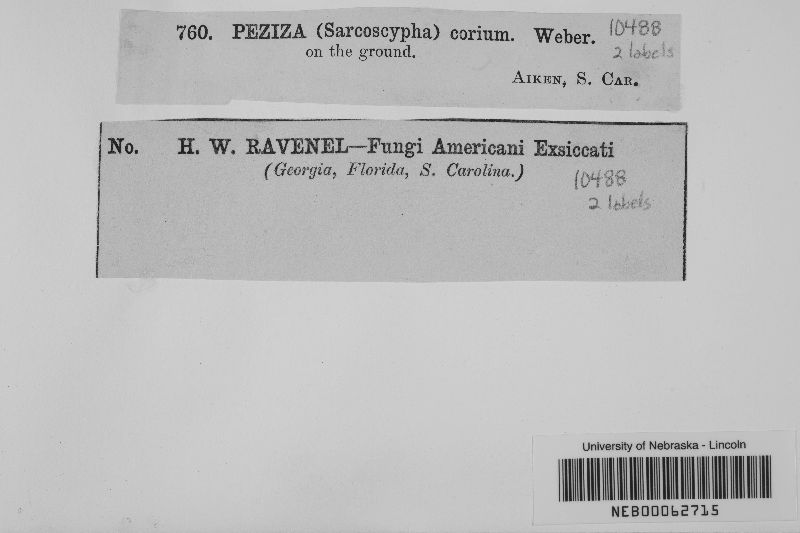 760. PEZIZA (Sarcoscypha) corium. Weber. 10488
on the ground. 2 labels
AIKEN, S. CAR.
No. H. W. RAVENEL—Fungi Americani Exsiccati
(Georgia, Florida, S. Carolina.) 10488
2 labels
University of Nebraska - Lincoln
NEB00062715